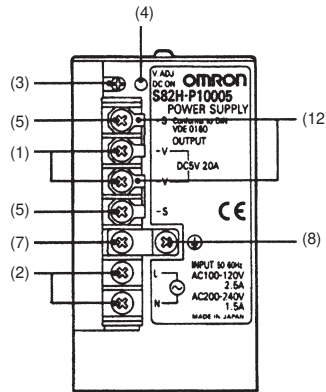 (4)
(3)
V. ADJ
DC ON
OMRON
S82H-P10005
POWER SUPPLY
(5)
Conforms to DIN
VDE 0160
(12)
OUTPUT
(1)
-V
DC5V 20A
V
(5)
-S
CE
(7)
(8)
INPUT 50 60Hz
(2)
L
AC100-120V
2.5A
AC200-240V
N
1.5A
MADE IN JAPAN